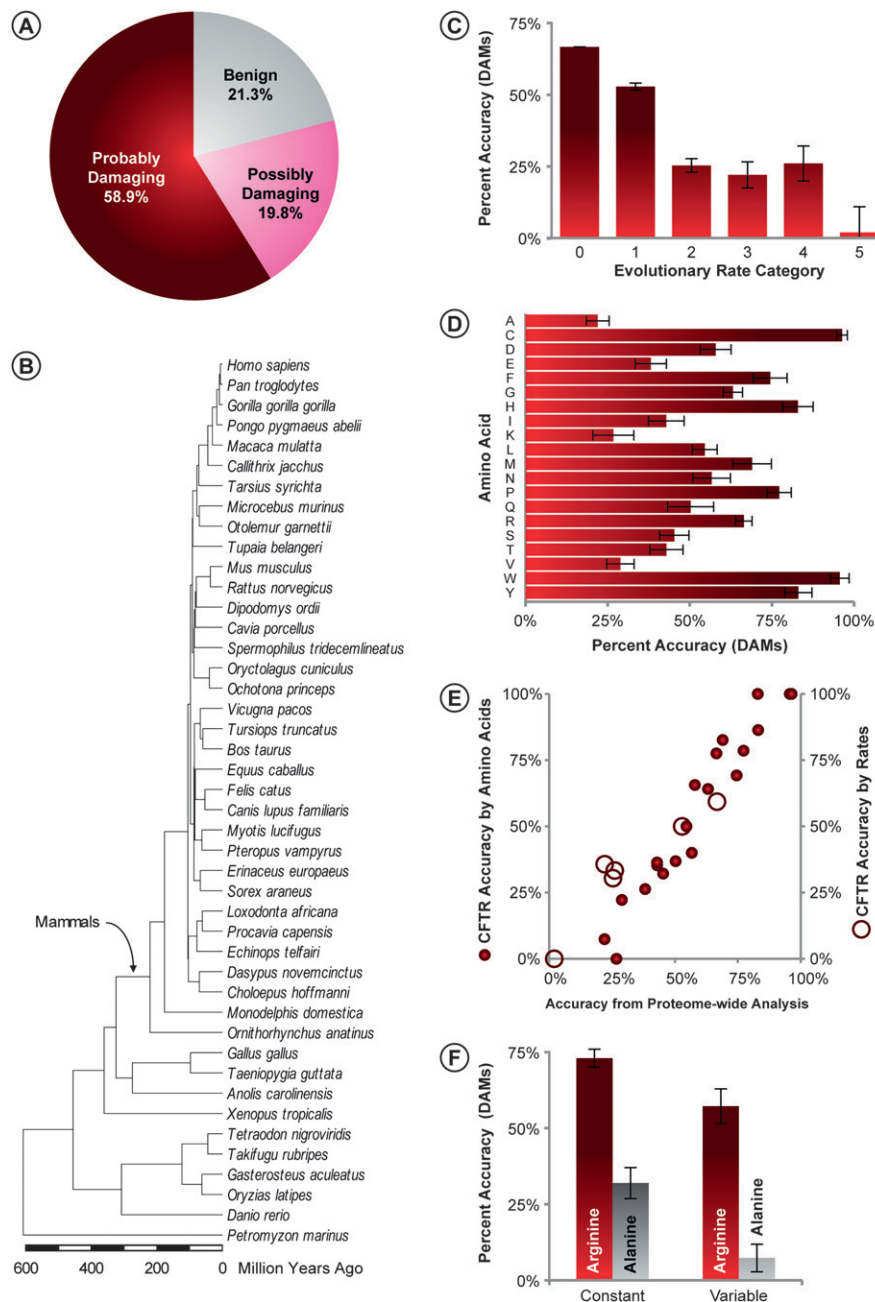 A
Benign
21.3%
Probably
Damaging
58.9%
Possibly
Damaging
19.8%
B
Homo sapiens
Pan troglodytes
Gorilla gorilla gorilla
Pongo pygmaeus abelii
Macaca mulatta
Callithrix jacchus
Tarsius syrichta
Microcebus murinus
Otolemur garnettii
Tupaia belangeri
Mus musculus
Rattus norvegicus
Dipodomys ordii
Cavia porcellus
Spermophilus tridecemlineatus
Oryctolagus cuniculus
Ochotona princeps
Vicugna pacos
Tursiops truncatus
Bos taurus
Equus caballus
Felis catus
Canis lupus familiaris
Myotis lucifugus
Pteropus vampyrus
Erinaceus europaeus
Sorex araneus
Loxodonta africana
Procavia capensis
Echinops telfairi
Dasypus novemcinctus
Choloepus hoffmanni
Monodelphis domestica
Ornithorhynchus anatinus
Gallus gallus
Taeniopygia guttata
Anolis carolinensis
Xenopus tropicalis
Tetraodon nigroviridis
Takifugu rubripes
Gasterosteus aculeatus
Oryzias latipes
Danio rerio
Petromyzon marinus
Mammals
600 400 200 0 Million Years Ago
C
Percent Accuracy (DAMs)
75%
50%
25%
0%
0 1 2 3 4 5
Evolutionary Rate Category
D
Amino Acid
A
C
D
E
F
G
H
I
K
L
M
N
P
Q
R
S
T
V
W
Y
0% 25% 50% 75% 100%
Percent Accuracy (DAMs)
E
CFTR Accuracy by Amino Acids
100%
75%
50%
25%
0%
100%
75%
50%
25%
0%
CFTR Accuracy by Rates
0% 25% 50% 75% 100%
Accuracy from Proteome-wide Analysis
F
Percent Accuracy (DAMs)
75%
50%
25%
0%
Arginine
Alanine
Arginine
Alanine
Constant Variable